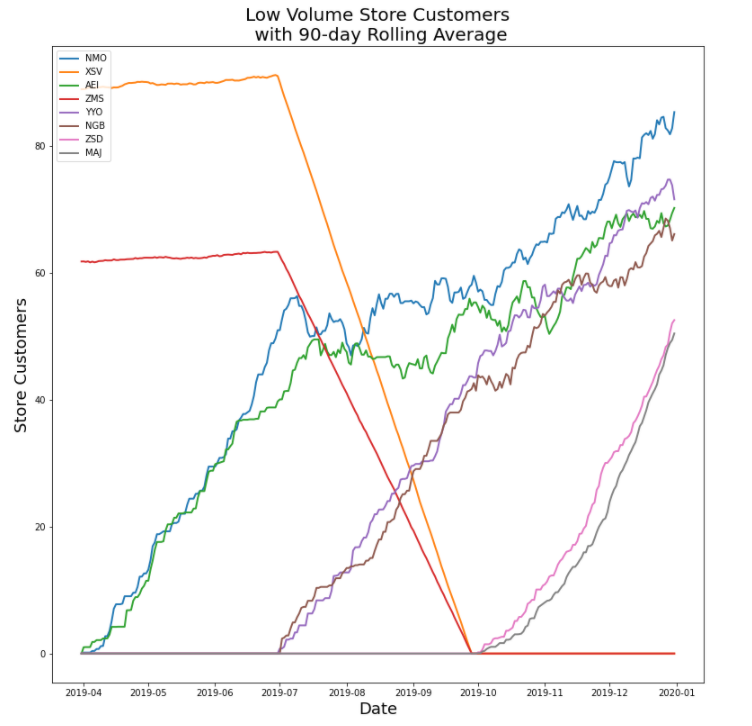 Low Volume Store Customers
with 90-day Rolling Average
NMO
XSV
AEI
ZMS
YYO
NGB
ZSD
MAJ
80
60
40
20
0
Store Customers
2019-04 2019-05 2019-06 2019-07 2019-08 2019-09 2019-10 2019-11 2019-12 2020-01
Date